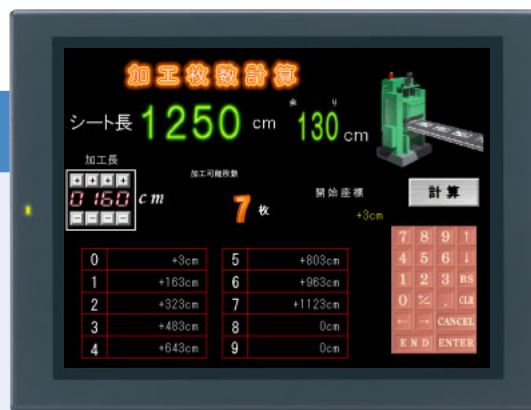 加工枚数計算
シート長 1250 cm 余り 130 cm
加工長
加工可能枚数
++++
0160 cm
----
7 枚
開始座標
+3cm
計算
0 +3cm
1 +163cm
2 +323cm
3 +483cm
4 +643cm
5 +803cm
6 +963cm
7 +1123cm
8 0cm
9 0cm
7 8 9 ↑
4 5 6 ↓
1 2 3 BS
0 +/- . CLR
← → CANCEL
END ENTER